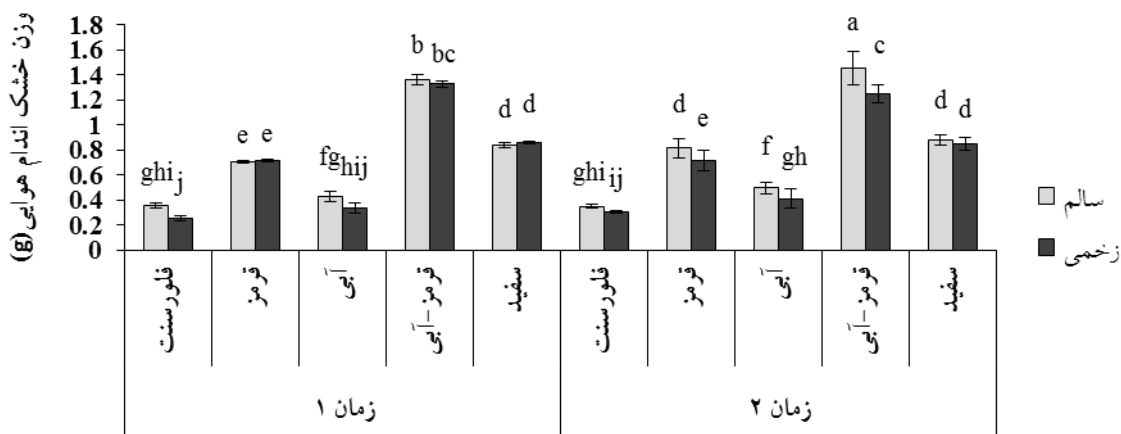 وزن خشک اندام هوایی (g)
1.8
1.6
1.4
1.2
1
0.8
0.6
0.4
0.2
0
ghi j e e fg hij b bc d d ghi ij d e f gh a c d d
سالم
زخمی
فلورسنت قرمز آبی قرمز-آبی سفید فلورسنت قرمز آبی قرمز-آبی سفید
زمان ۱ زمان ۲